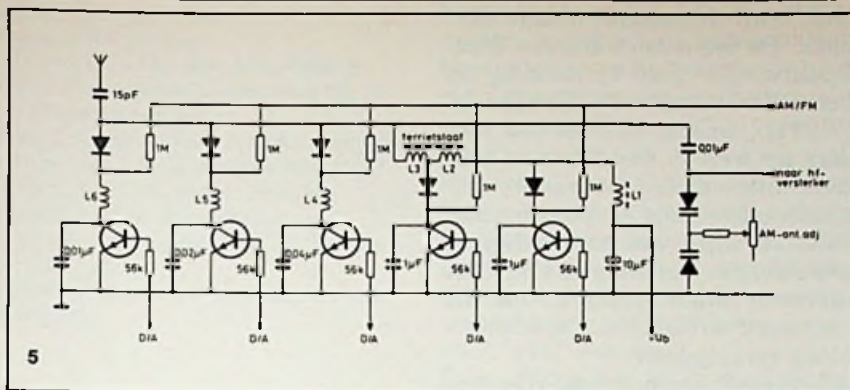 15pF
AM/FM
1M
1M
1M
terrietstaaf
L3
L2
1M
1M
0,01µF
naar hf-
versterker
L6
L5
L4
L1
AM-ant.adj
0,01µF
0,02µF
0,04µF
1µF
1µF
10µF
56k
56k
56k
56k
56k
D/A
D/A
D/A
D/A
D/A
+Ub
5